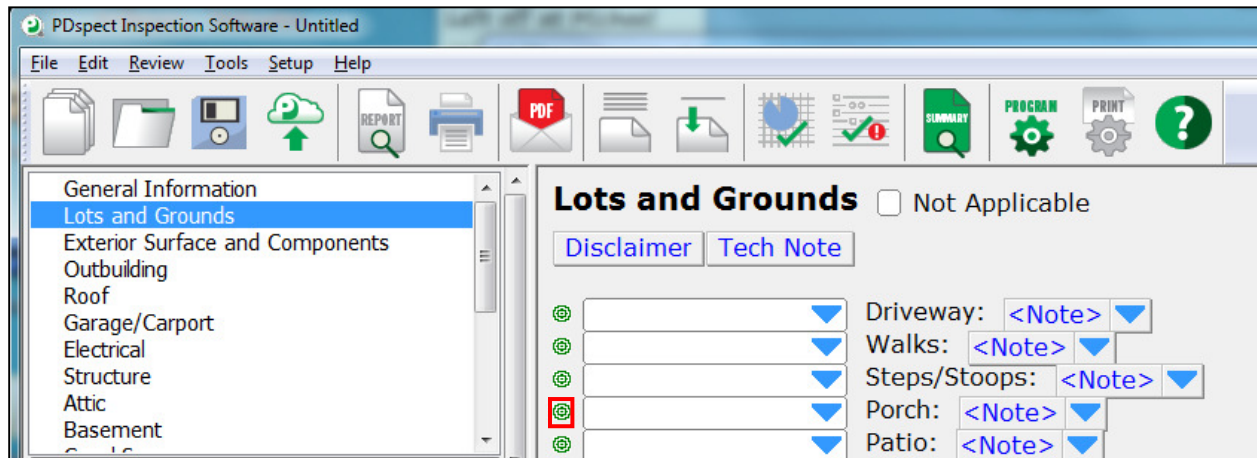 PDspect Inspection Software - Untitled
File Edit Review Tools Setup Help
REPORT PDF SUMMARY PROGRAM PRINT ?
General Information
Lots and Grounds
Exterior Surface and Components
Outbuilding
Roof
Garage/Carport
Electrical
Structure
Attic
Basement
Lots and Grounds Not Applicable
Disclaimer Tech Note
Driveway: <Note>
Walks: <Note>
Steps/Stoops: <Note>
Porch: <Note>
Patio: <Note>